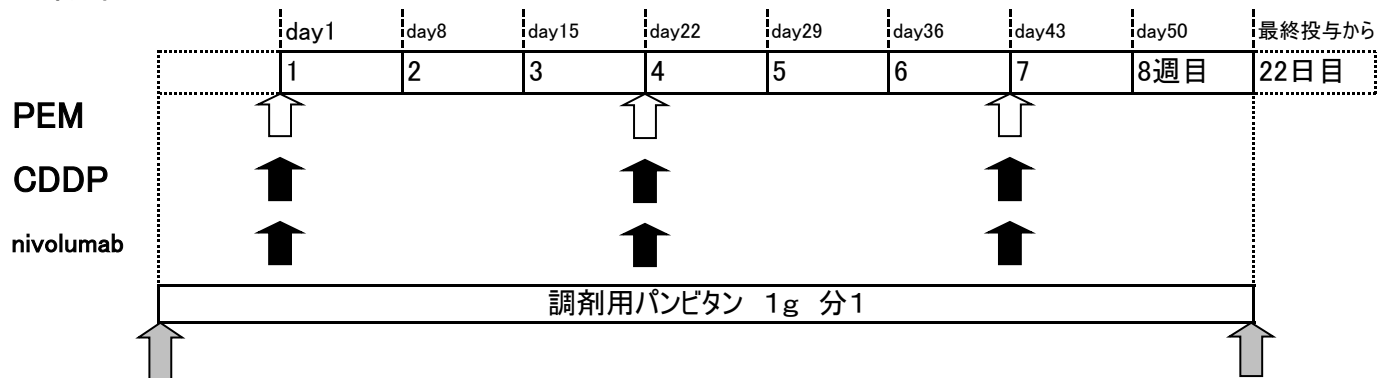 day1 day8 day15 day22 day29 day36 day43 day50 最終投与から
1 2 3 4 5 6 7 8週目 22日目
PEM
CDDP
nivolumab
調剤用パンビタン 1g 分1